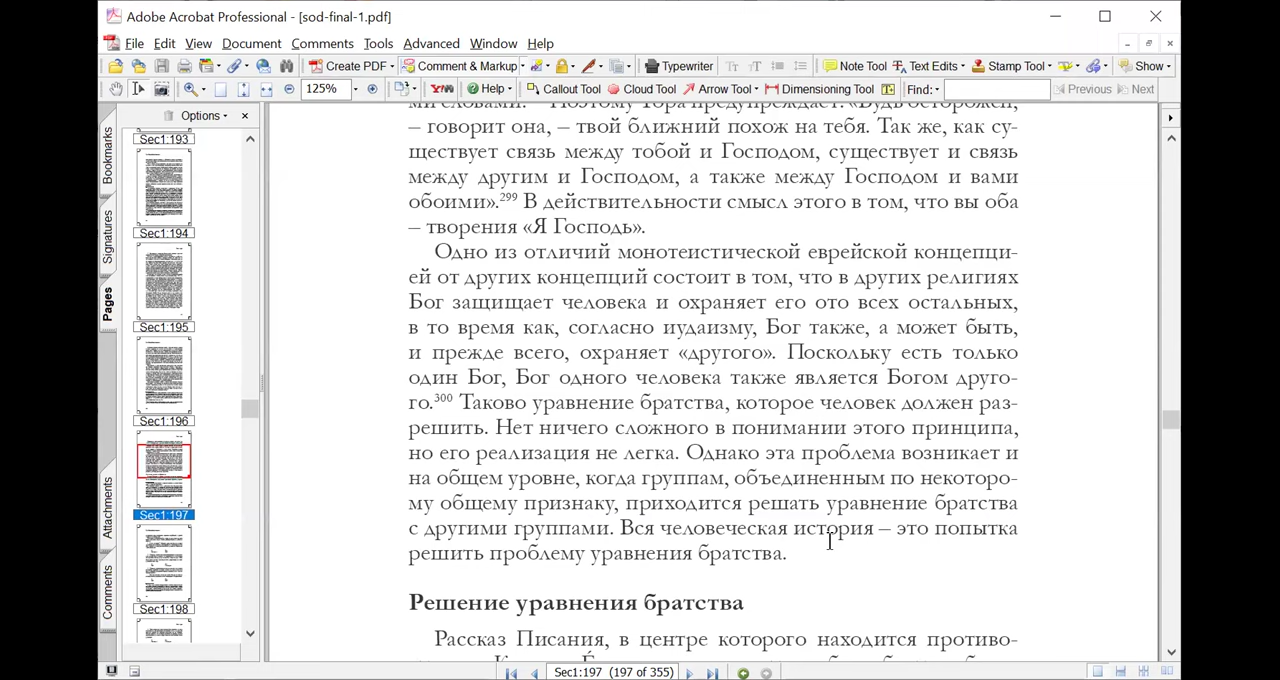 Adobe Acrobat Professional - [sod-final-1.pdf]
File Edit View Document Comments Tools Advanced Window Help
Create PDF Comment & Markup Typewriter Note Tool Text Edits Stamp Tool Show
125% Help Callout Tool Cloud Tool Arrow Tool Dimensioning Tool Find: Previous Next
Options
Bookmarks
Signatures
Pages
Attachments
Comments
Sec1:193
Sec1:194
Sec1:195
Sec1:196
Sec1:197
Sec1:198
ми словами. Поэтому Тора предупреждает: «Будь осторожен,
– говорит она, – твой ближний похож на тебя. Так же, как су-
ществует связь между тобой и Господом, существует и связь
между другим и Господом, а также между Господом и вами
обоими».299 В действительности смысл этого в том, что вы оба
– творения «Я Господь».
Одно из отличий монотеистической еврейской концепци-
ей от других концепций состоит в том, что в других религиях
Бог защищает человека и охраняет его ото всех остальных,
в то время как, согласно иудаизму, Бог также, а может быть,
и прежде всего, охраняет «другого». Поскольку есть только
один Бог, Бог одного человека также является Богом друго-
го.300 Таково уравнение братства, которое человек должен раз-
решить. Нет ничего сложного в понимании этого принципа,
но его реализация не легка. Однако эта проблема возникает и
на общем уровне, когда группам, объединенным по некоторо-
му общему признаку, приходится решать уравнение братства
с другими группами. Вся человеческая история – это попытка
решить проблему уравнения братства.
Решение уравнения братства
Рассказ Писания, в центре которого находится противо-
Sec1:197 (197 of 355)